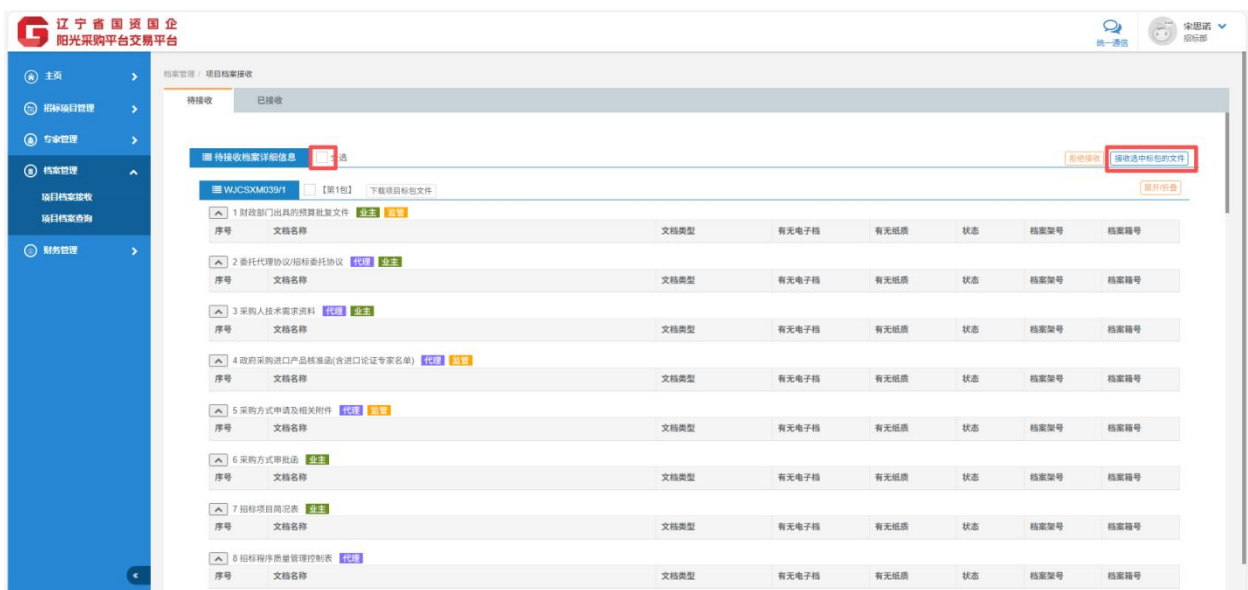 辽宁省国资国企
阳光采购平台交易平台
统一通信
宋思诺
招标部
主页
招标项目管理
专家管理
档案管理
项目档案接收
项目档案查询
财务管理
档案管理 / 项目档案接收
待接收 已接收
待接收档案详细信息 全选 拒绝接收 接收选中标包的文件
WJCSXM039/1 【第1包】 下载项目标包文件 展开/折叠
1 财政部门出具的预算批复文件 业主 监管
序号 文档名称 文档类型 有无电子档 有无纸质 状态 档案架号 档案箱号
2 委托代理协议/招标委托协议 代理 业主
序号 文档名称 文档类型 有无电子档 有无纸质 状态 档案架号 档案箱号
3 采购人技术需求资料 代理 业主
序号 文档名称 文档类型 有无电子档 有无纸质 状态 档案架号 档案箱号
4 政府采购进口产品核准函(含进口论证专家名单) 代理 监管
序号 文档名称 文档类型 有无电子档 有无纸质 状态 档案架号 档案箱号
5 采购方式申请及相关附件 代理 监管
序号 文档名称 文档类型 有无电子档 有无纸质 状态 档案架号 档案箱号
6 采购方式审批函 业主
序号 文档名称 文档类型 有无电子档 有无纸质 状态 档案架号 档案箱号
7 招标项目简况表 业主
序号 文档名称 文档类型 有无电子档 有无纸质 状态 档案架号 档案箱号
8 招标程序质量管理控制表 代理
序号 文档名称 文档类型 有无电子档 有无纸质 状态 档案架号 档案箱号